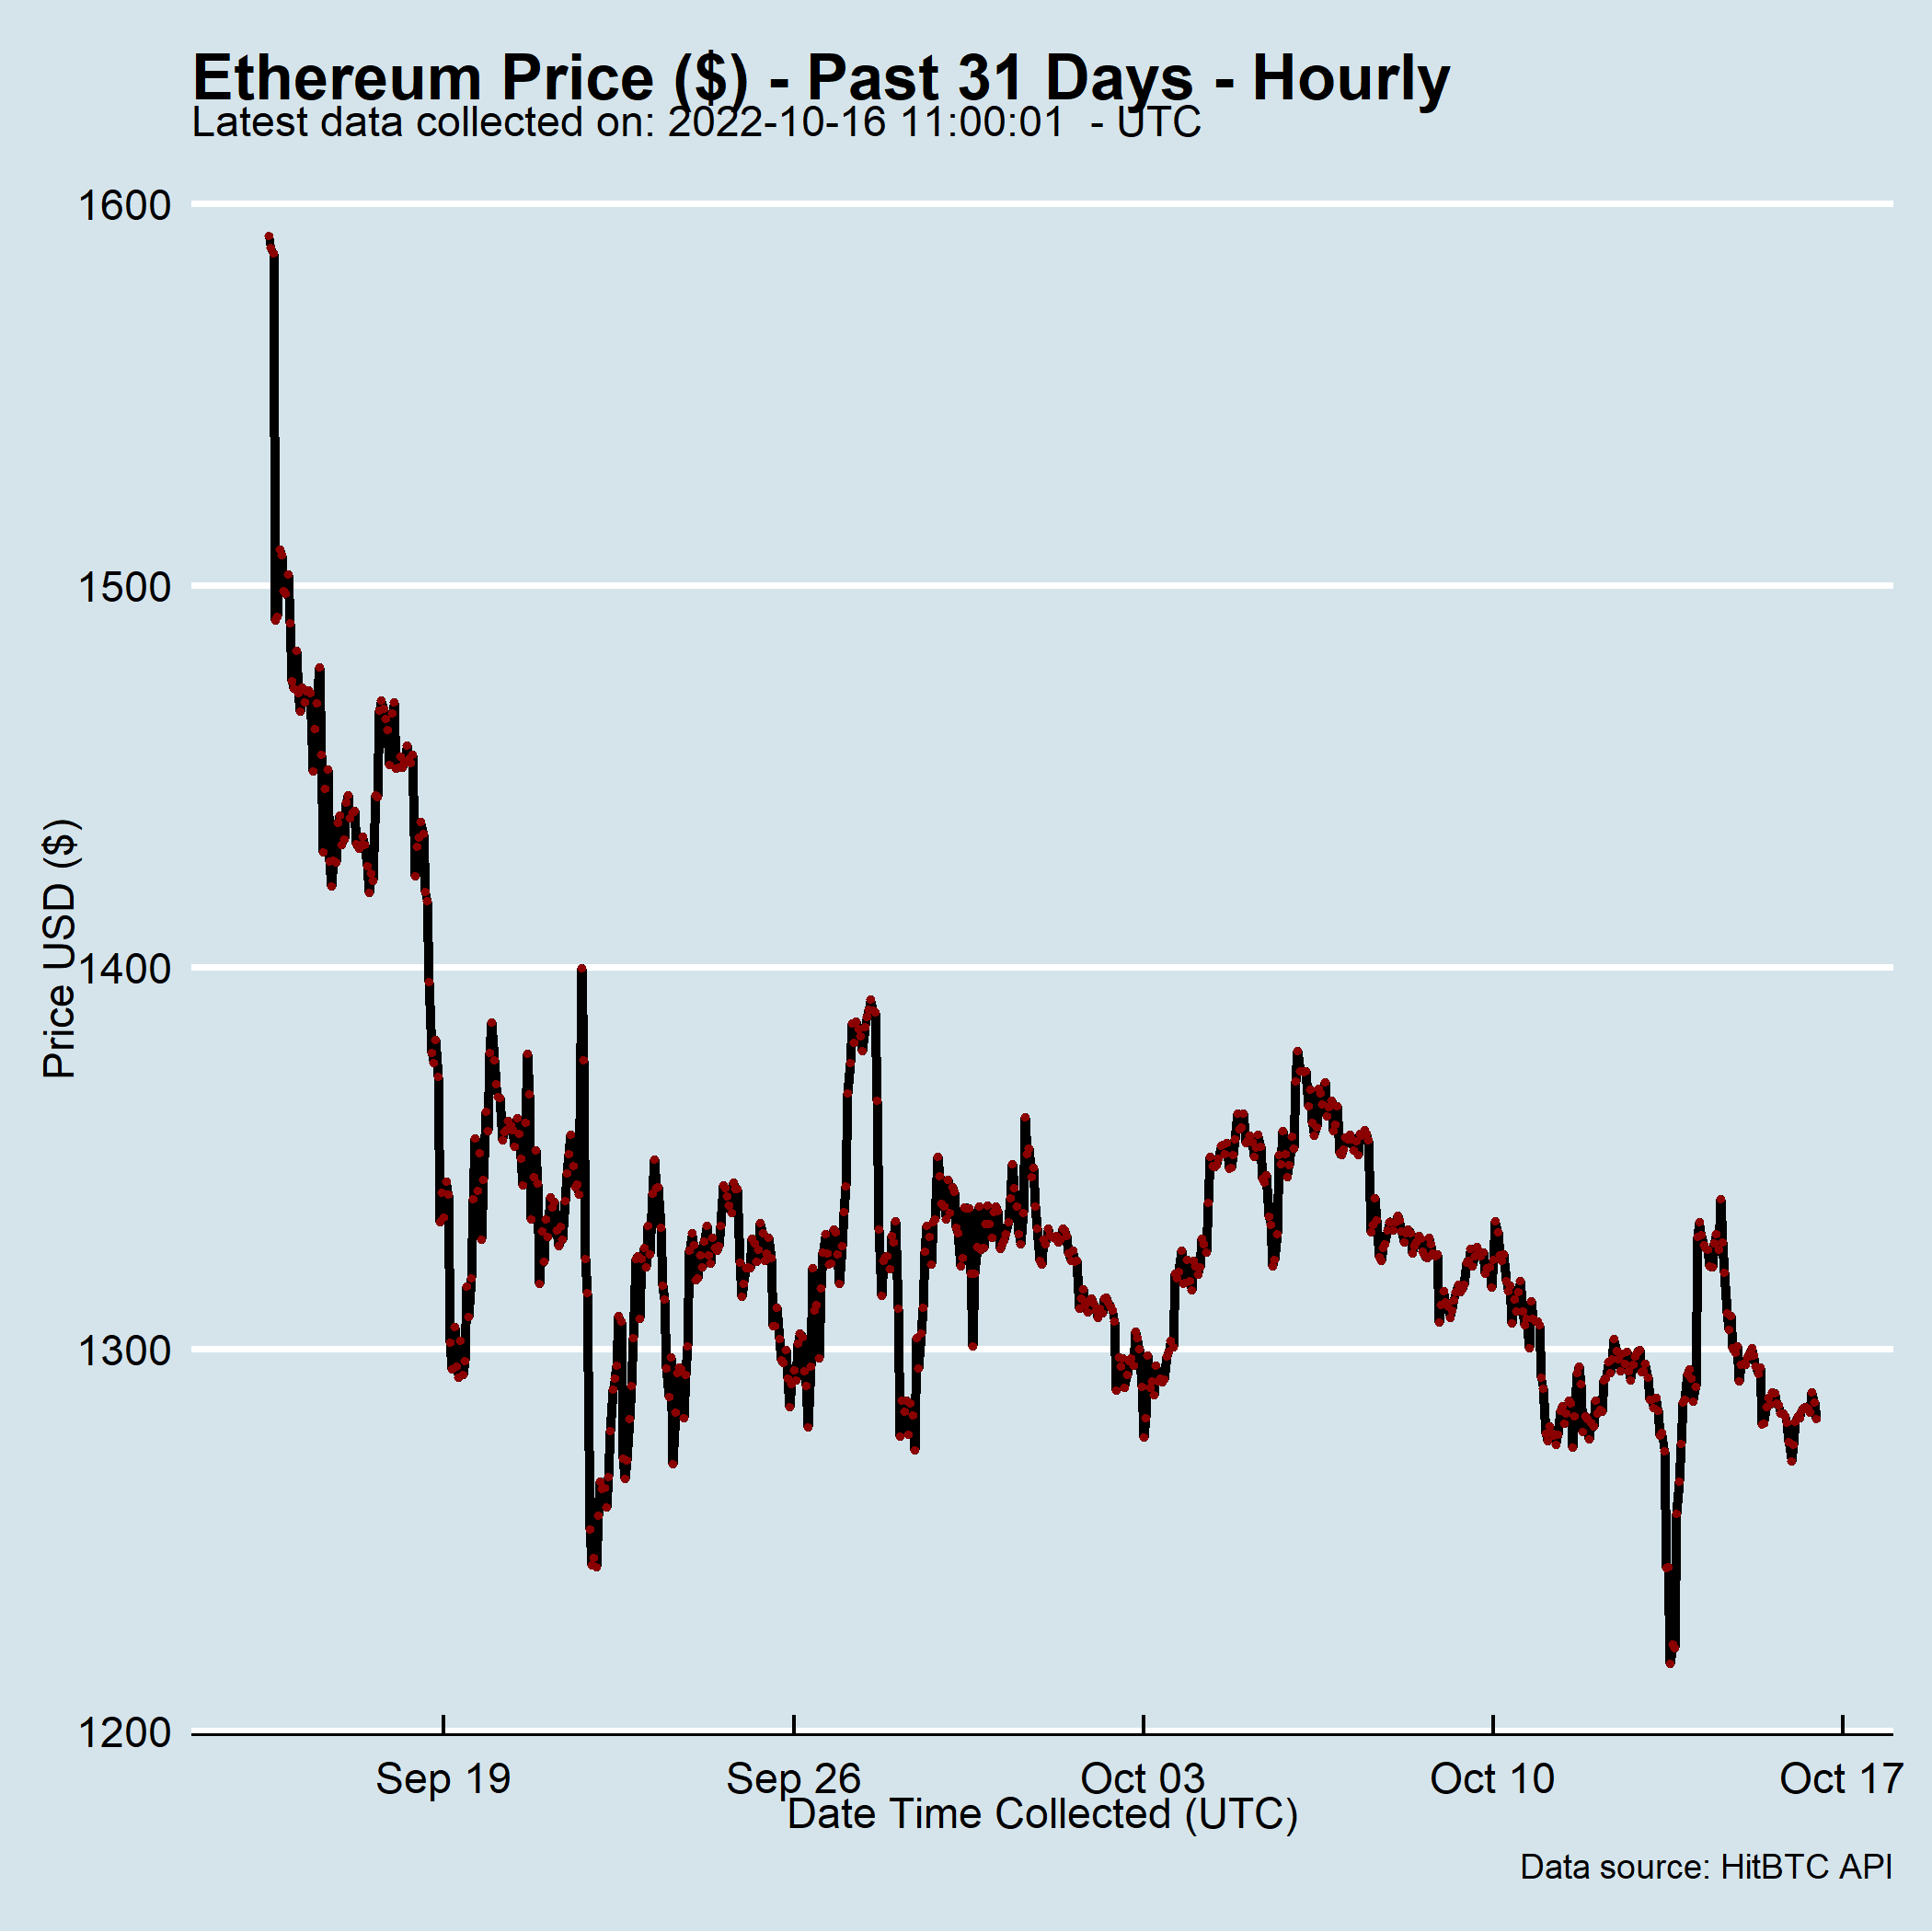 Ethereum Price ($) - Past 31 Days - Hourly
Latest data collected on: 2022-10-16 11:00:01  - UTC
1600
1500
1400
1300
1200
Price USD ($)
Sep 19
Sep 26
Oct 03
Oct 10
Oct 17
Date Time Collected (UTC)
Data source: HitBTC API